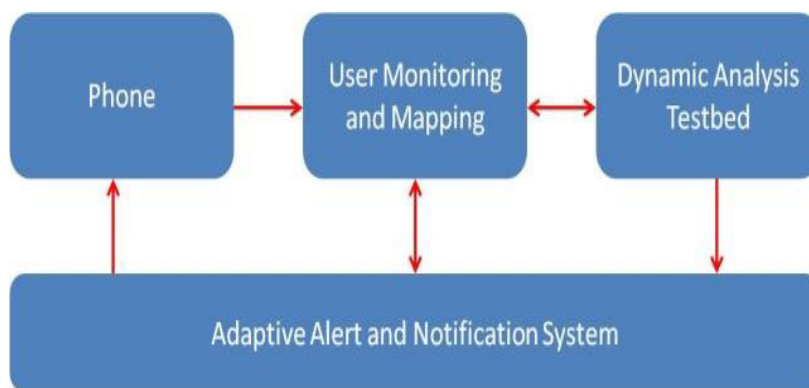 Phone
User Monitoring
and Mapping
Dynamic Analysis
Testbed
Adaptive Alert and Notification System